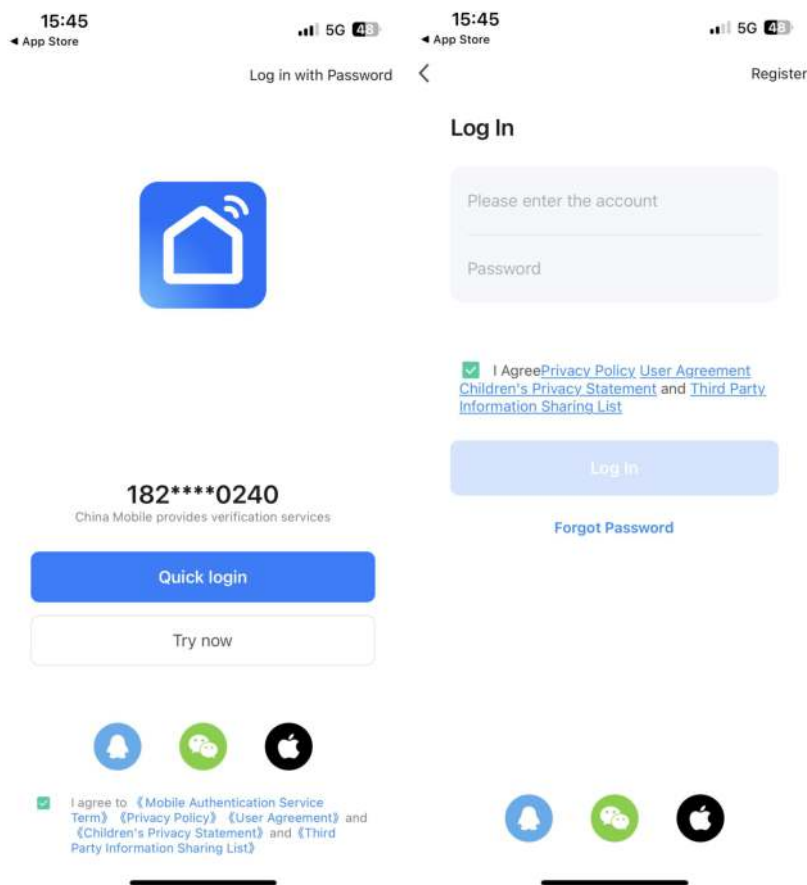 15:45
◀ App Store
5G 48
Log in with Password
182****0240
China Mobile provides verification services
Quick login
Try now
I agree to 《Mobile Authentication Service
Term》 《Privacy Policy》 《User Agreement》 and
《Children's Privacy Statement》 and 《Third
Party Information Sharing List》
15:45
◀ App Store
5G 48
Register
Log In
Please enter the account
Password
I AgreePrivacy Policy User Agreement
Children's Privacy Statement and Third Party
Information Sharing List
Log In
Forgot Password